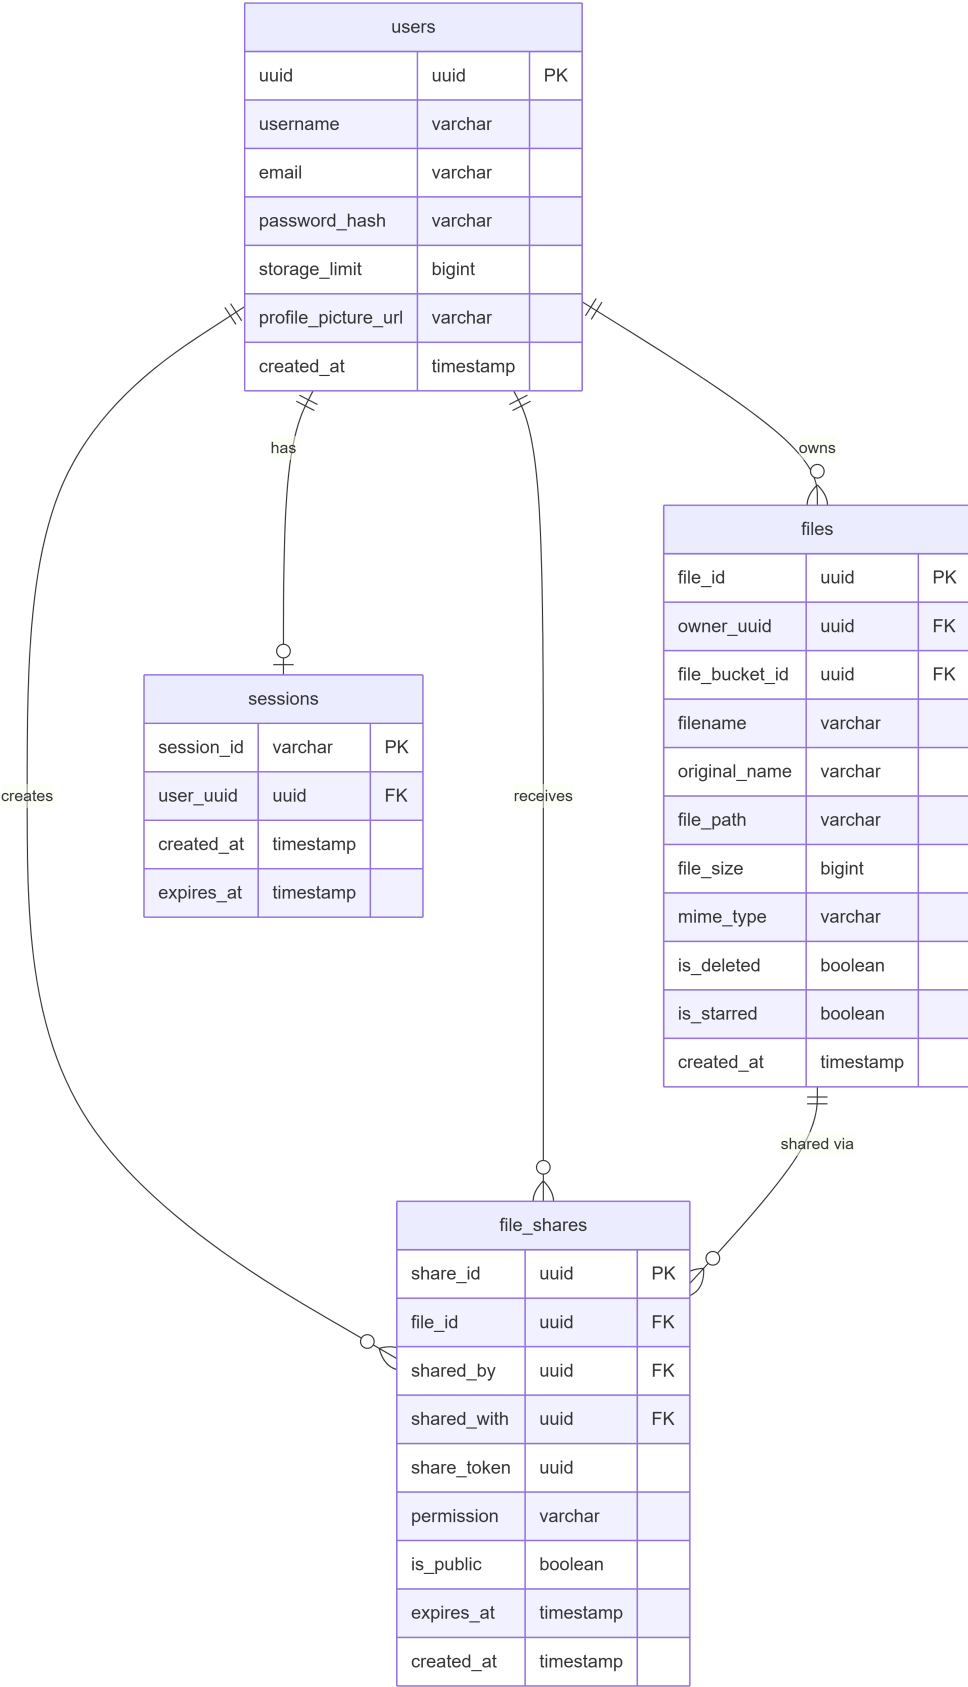 users
uuid uuid PK
username varchar
email varchar
password_hash varchar
storage_limit bigint
profile_picture_url varchar
created_at timestamp
has
owns
files
file_id uuid PK
owner_uuid uuid FK
file_bucket_id uuid FK
filename varchar
original_name varchar
file_path varchar
file_size bigint
mime_type varchar
is_deleted boolean
is_starred boolean
created_at timestamp
sessions
session_id varchar PK
user_uuid uuid FK
created_at timestamp
expires_at timestamp
creates
receives
shared via
file_shares
share_id uuid PK
file_id uuid FK
shared_by uuid FK
shared_with uuid FK
share_token uuid
permission varchar
is_public boolean
expires_at timestamp
created_at timestamp